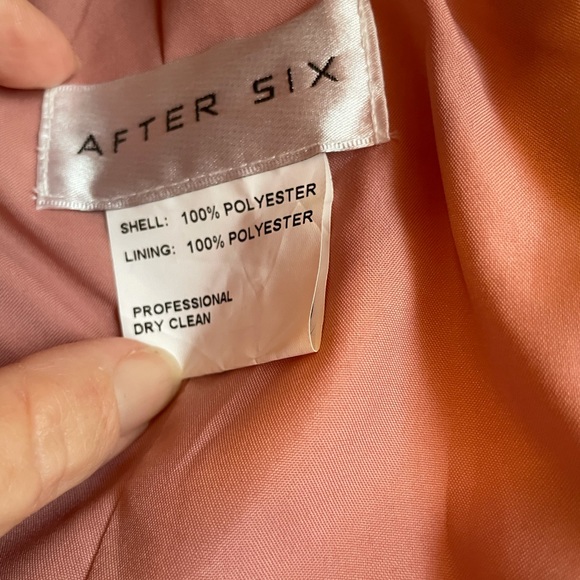 AFTER SIX
SHELL: 100% POLYESTER
LINING: 100% POLYESTER
PROFESSIONAL
DRY CLEAN